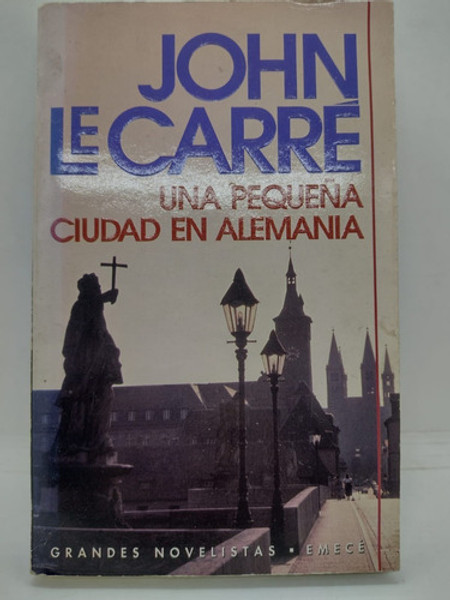 JOHN
LE CARRÉ
UNA PEQUEÑA
CIUDAD EN ALEMANIA
GRANDES NOVELISTAS • EMECÉ